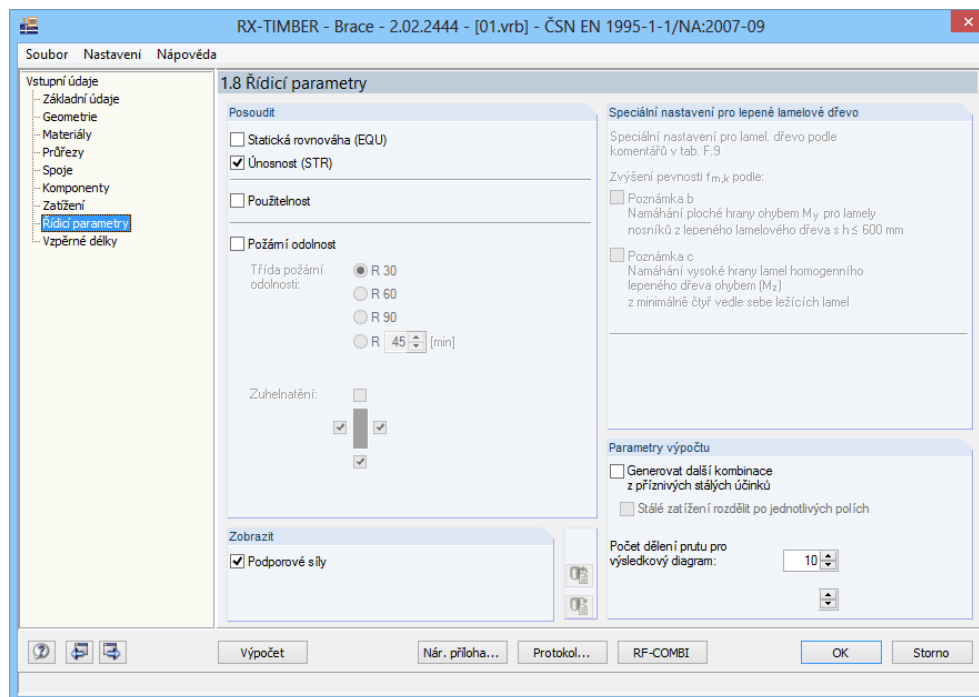 RX-TIMBER - Brace - 2.02.2444 - [01.vrb] - ČSN EN 1995-1-1/NA:2007-09
Soubor Nastavení Nápověda
Vstupní údaje
Základní údaje
Geometrie
Materiály
Průřezy
Spoje
Komponenty
Zatížení
Řídicí parametry
Vzpěrné délky
1.8 Řídicí parametry
Posoudit
Statická rovnováha (EQU)
Únosnost (STR)
Použitelnost
Požární odolnost
Třída požární
odolnosti:
R 30
R 60
R 90
R 45 [min]
Zuhelnatění:
Zobrazit
Podporové síly
Speciální nastavení pro lepené lamelové dřevo
Speciální nastavení pro lamel. dřevo podle
komentářů v tab. F.9
Zvýšení pevnosti fm,k podle:
Poznámka b
Namáhání ploché hrany ohybem My pro lamely
nosníků z lepeného lamelového dřeva s h ≤ 600 mm
Poznámka c
Namáhání vysoké hrany lamel homogenního
lepeného dřeva ohybem (Mz)
z minimálně čtyř vedle sebe ležících lamel
Parametry výpočtu
Generovat další kombinace
z příznivých stálých účinků
Stálé zatížení rozdělit po jednotlivých polích
Počet dělení prutu pro
výsledkový diagram: 10
Výpočet
Nár. příloha...
Protokol...
RF-COMBI
OK
Storno